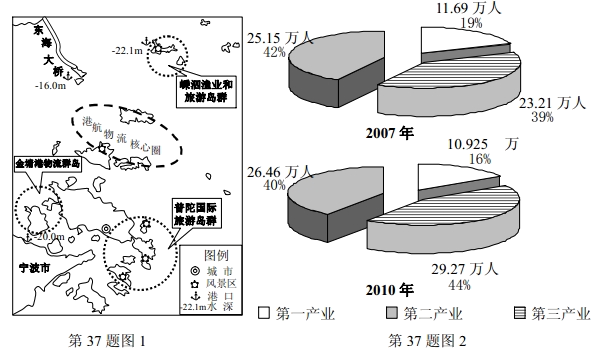 东海大桥
-16.0m
-22.1m
嵊泗渔业和
旅游岛群
港航物流核心圈
金塘港物流群岛
普陀国际
旅游岛群
-20.0m
宁波市
图例
城市
风景区
港口
-22.1m水深
第 37 题图 1
11.69 万人
19%
25.15 万人
42%
23.21 万人
39%
2007 年
10.925 万
16%
26.46 万人
40%
29.27 万人
44%
2010 年
第一产业
第二产业
第三产业
第 37 题图 2